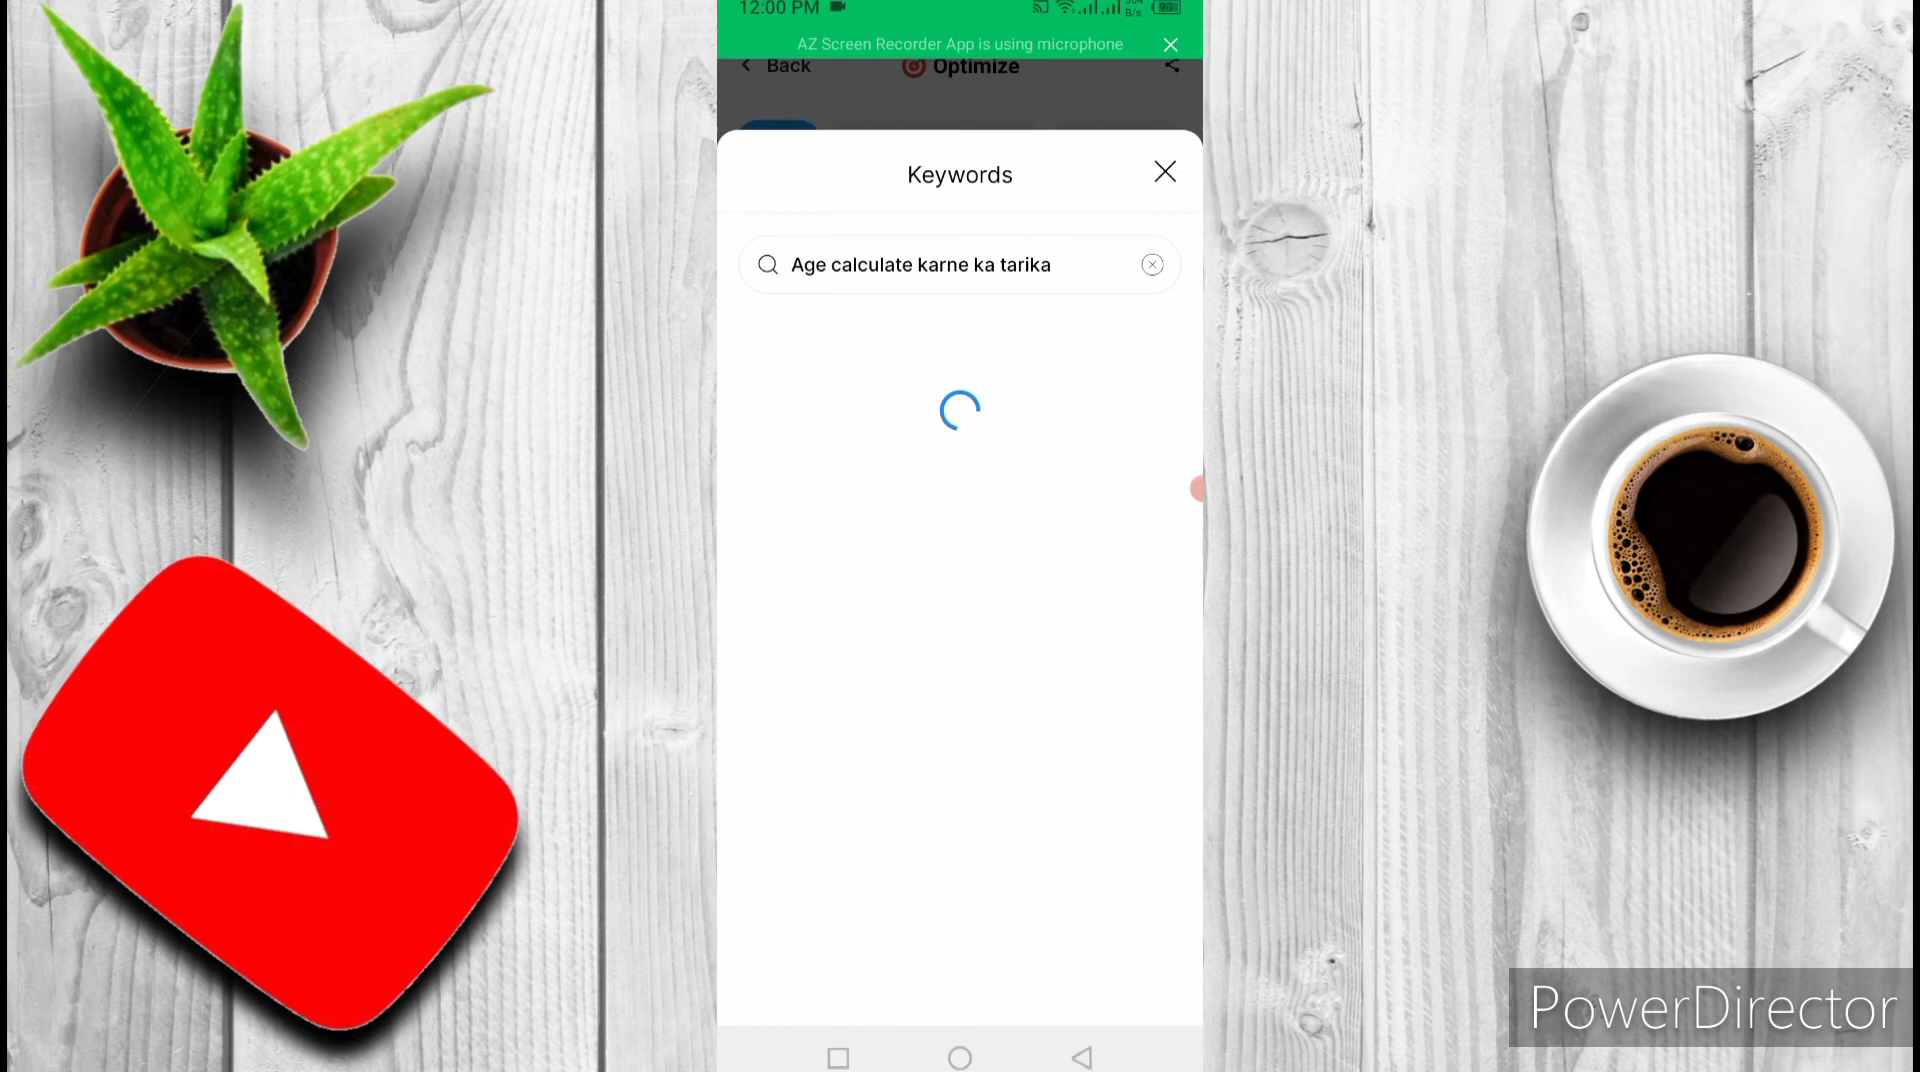 12:00 PM
B/s
90
AZ Screen Recorder App is using microphone
Back
Optimize
Keywords
Age calculate karne ka tarika
PowerDirector